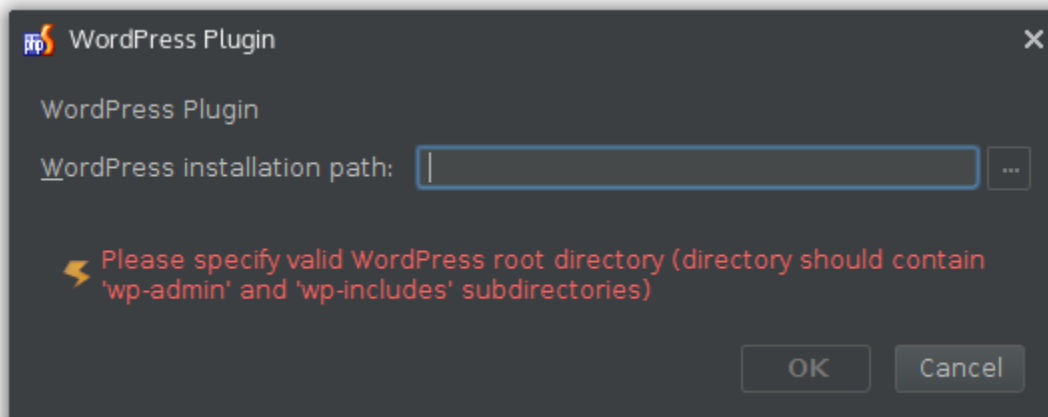 php WordPress Plugin
WordPress Plugin
WordPress installation path: ...
Please specify valid WordPress root directory (directory should contain
'wp-admin' and 'wp-includes' subdirectories)
OK Cancel